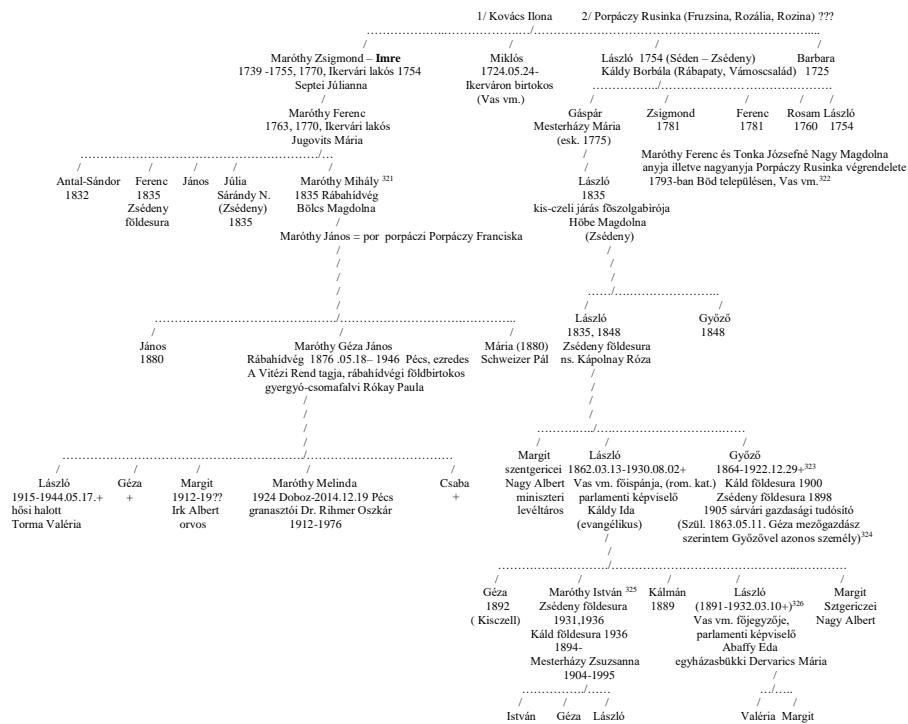 1/ Kovács Ilona 2/ Porpáczy Rusinka (Fruzsina, Rozália, Rozina) ???
Maróthy Zsigmond – Imre Miklós László 1754 (Séden – Zsédeny) Barbara
1739 -1755, 1770, Ikervári lakós 1754 1724.05.24- Káldy Borbála (Rábapaty, Vámoscsalád) 1725
Septei Júlianna Ikerváron birtokos
(Vas vm.)
Maróthy Ferenc Gáspár Zsigmond Ferenc Rosam László
1763, 1770, Ikervári lakós Mesterházy Mária 1781 1781 1760 1754
Jugovits Mária (esk. 1775)
Maróthy Ferenc és Tonka Józsefné Nagy Magdolna
anyja illetve nagyanyja Porpáczy Rusinka végrendelete
1793-ban Böd településen, Vas vm.322
Antal-Sándor Ferenc János Júlia Maróthy Mihály 321 László
1832 1835 Sárándy N. 1835 Rábahídvég 1835
Zsédeny (Zsédeny) Bölcs Magdolna kis-czeli járás főszolgabirója
földesura 1835 Höbe Magdolna
(Zsédeny)
Maróthy János = por porpáczi Porpáczy Franciska
János Maróthy Géza János Mária (1880) László Győző
1880 Rábahídvég 1876 .05.18– 1946 Pécs, ezredes Schweizer Pál 1835, 1848 1848
A Vitézi Rend tagja, rábahídvégi földbirtokos Zsédeny földesura
gyergyó-csomafalvi Rókay Paula ns. Kápolnay Róza
László Géza Margit Maróthy Melinda Csaba
1915-1944.05.17.+ + 1912-19?? 1924 Doboz-2014.12.19 Pécs +
hősi halott Irk Albert granasztói Dr. Rihmer Oszkár
Torma Valéria orvos 1912-1976
Margit László Győző
szentgericei 1862.03.13-1930.08.02+ 1864-1922.12.29+323
Nagy Albert Vas vm. főispánja, (rom. kat.) Káld földesura 1900
miniszteri parlamenti képviselő Zsédeny földesura 1898
levéltáros Káldy Ida 1905 sárvári gazdasági tudósító
(evangélikus) (Szül. 1863.05.11. Géza mezőgazdász
szerintem Győzővel azonos személy)324
Géza Maróthy István 325 Kálmán László Margit
1892 Zsédeny földesura 1889 (1891-1932.03.10+)326 Sztgericzei
( Kisczell) 1931,1936 Vas vm. főjegyzője, Nagy Albert
Káld földesura 1936 parlamenti képviselő
1894- Abaffy Eda
Mesterházy Zsuzsanna egyházasbükki Dervarics Mária
1904-1995
István Géza László Valéria Margit